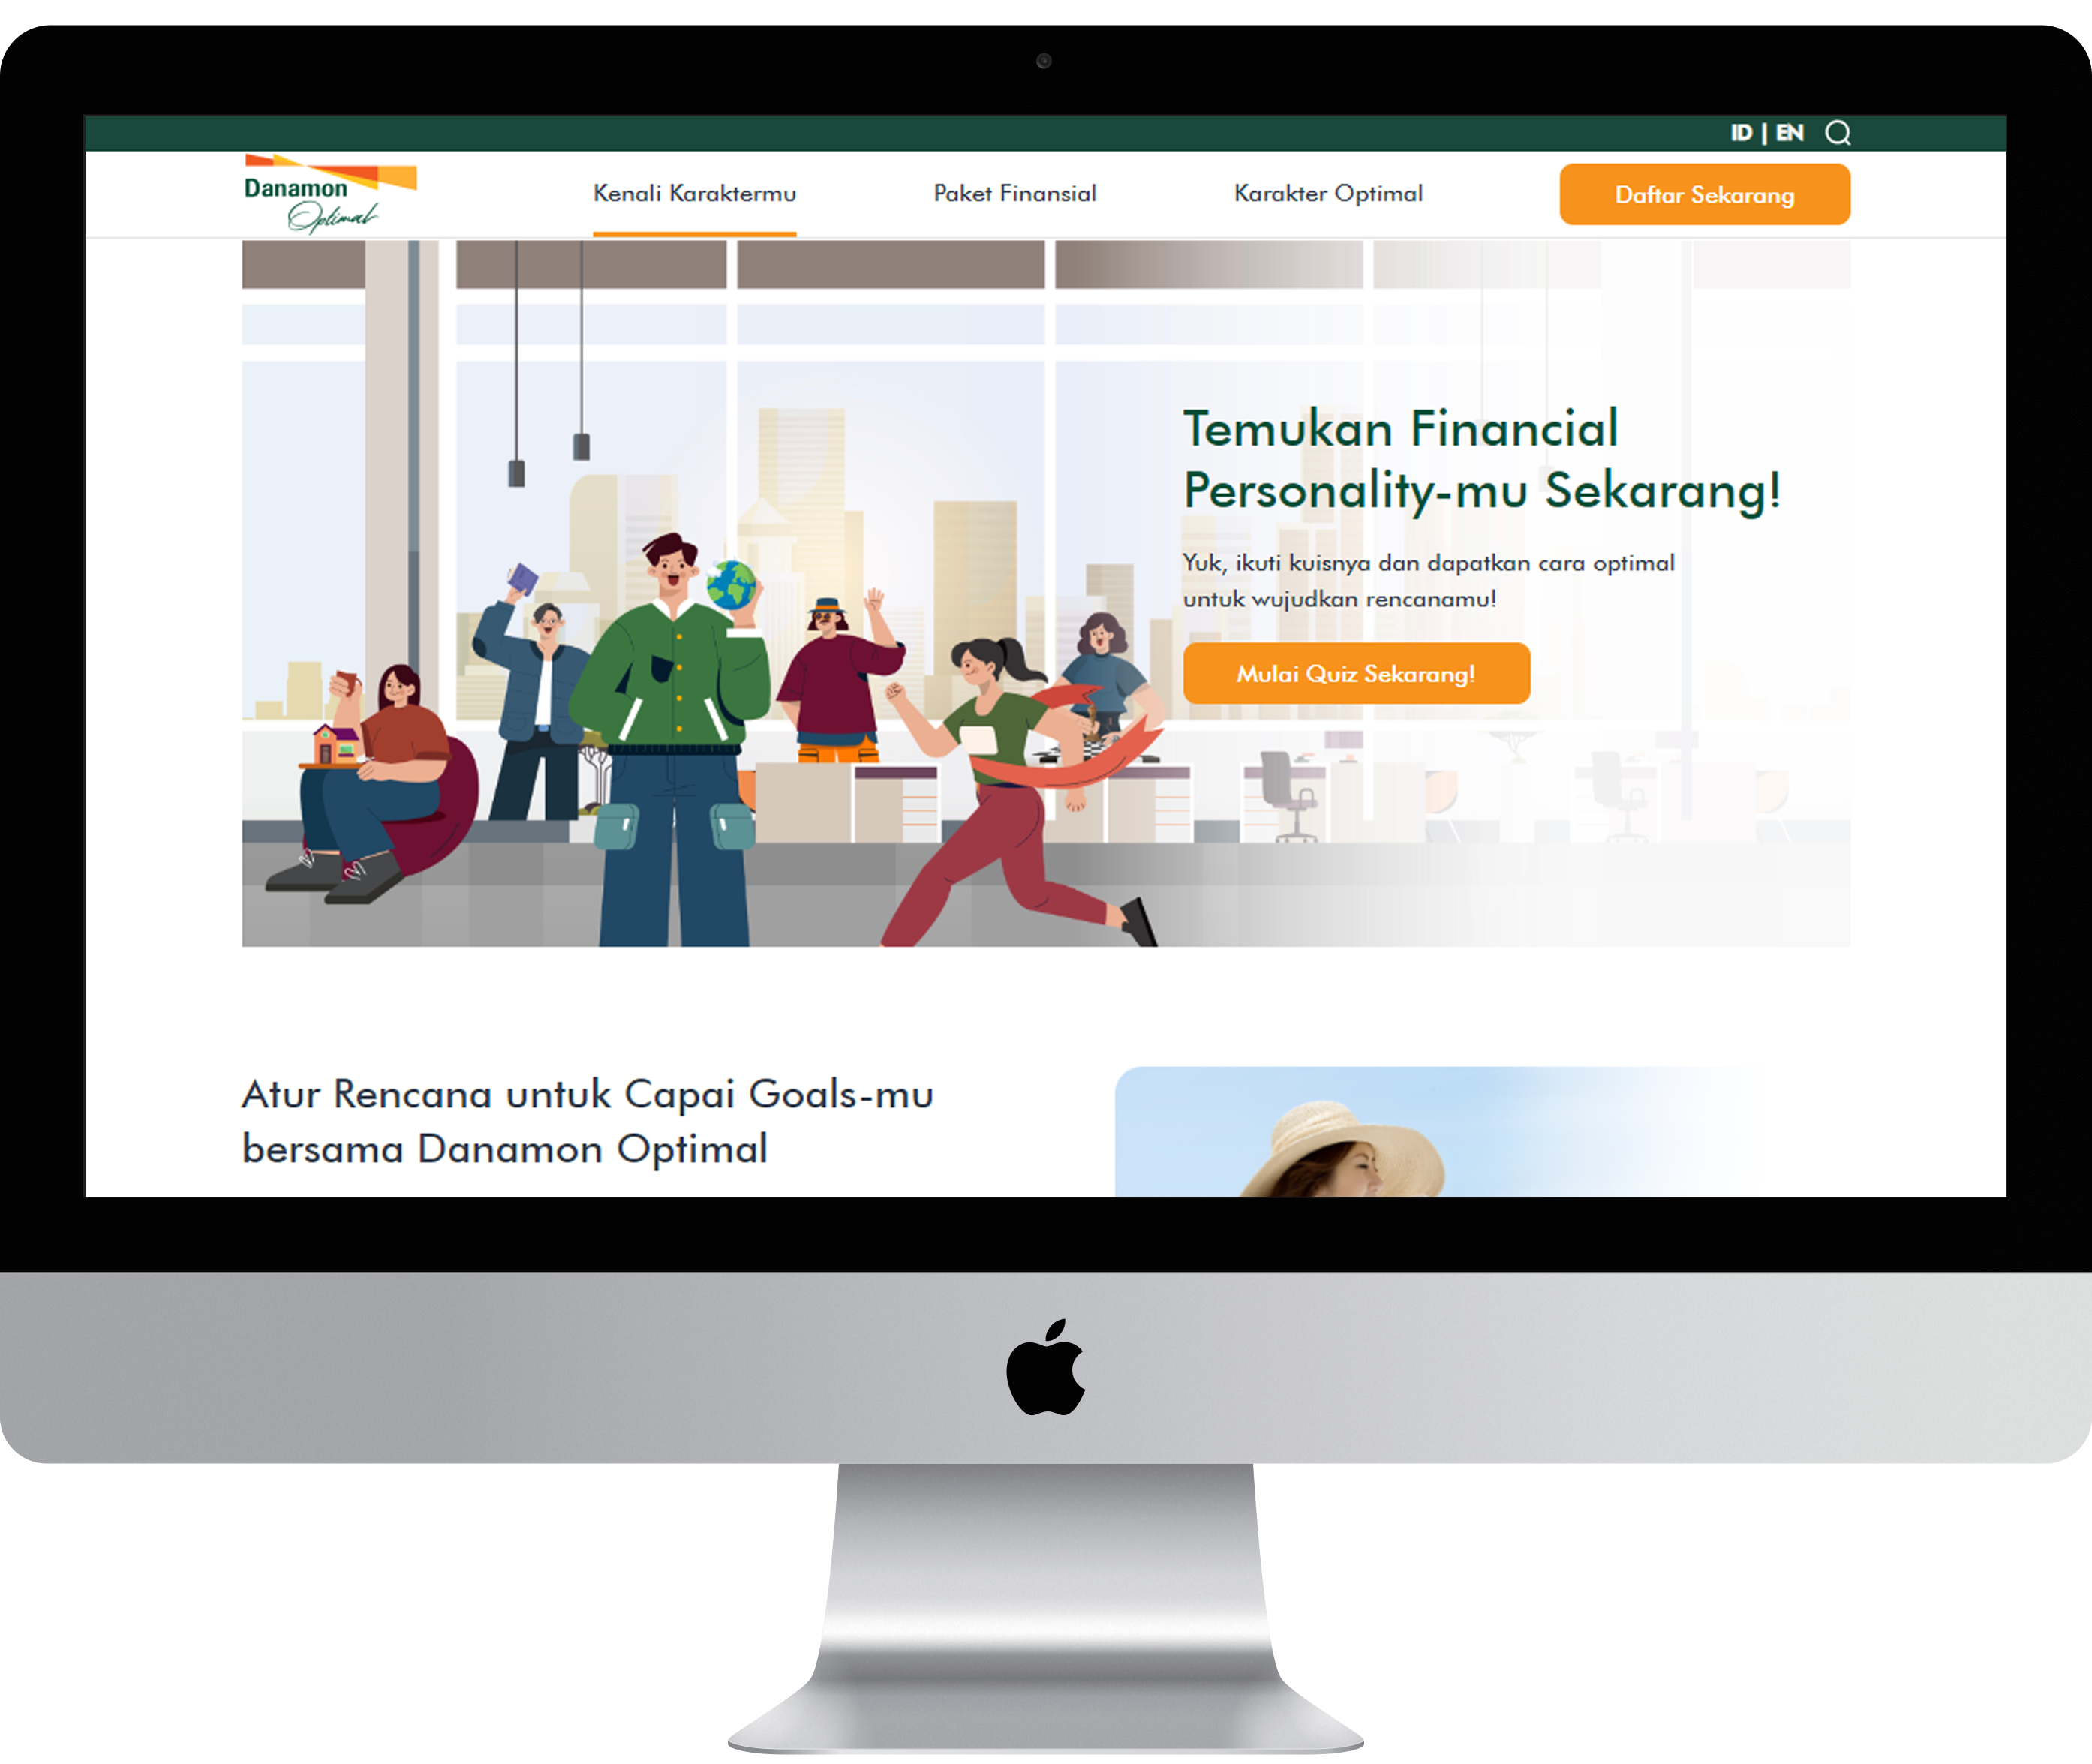 ID | EN
Danamon
Optimal
Kenali Karaktermu
Paket Finansial
Karakter Optimal
Daftar Sekarang
Temukan Financial
Personality-mu Sekarang!
Yuk, ikuti kuisnya dan dapatkan cara optimal
untuk wujudkan rencanamu!
Mulai Quiz Sekarang!
Atur Rencana untuk Capai Goals-mu
bersama Danamon Optimal